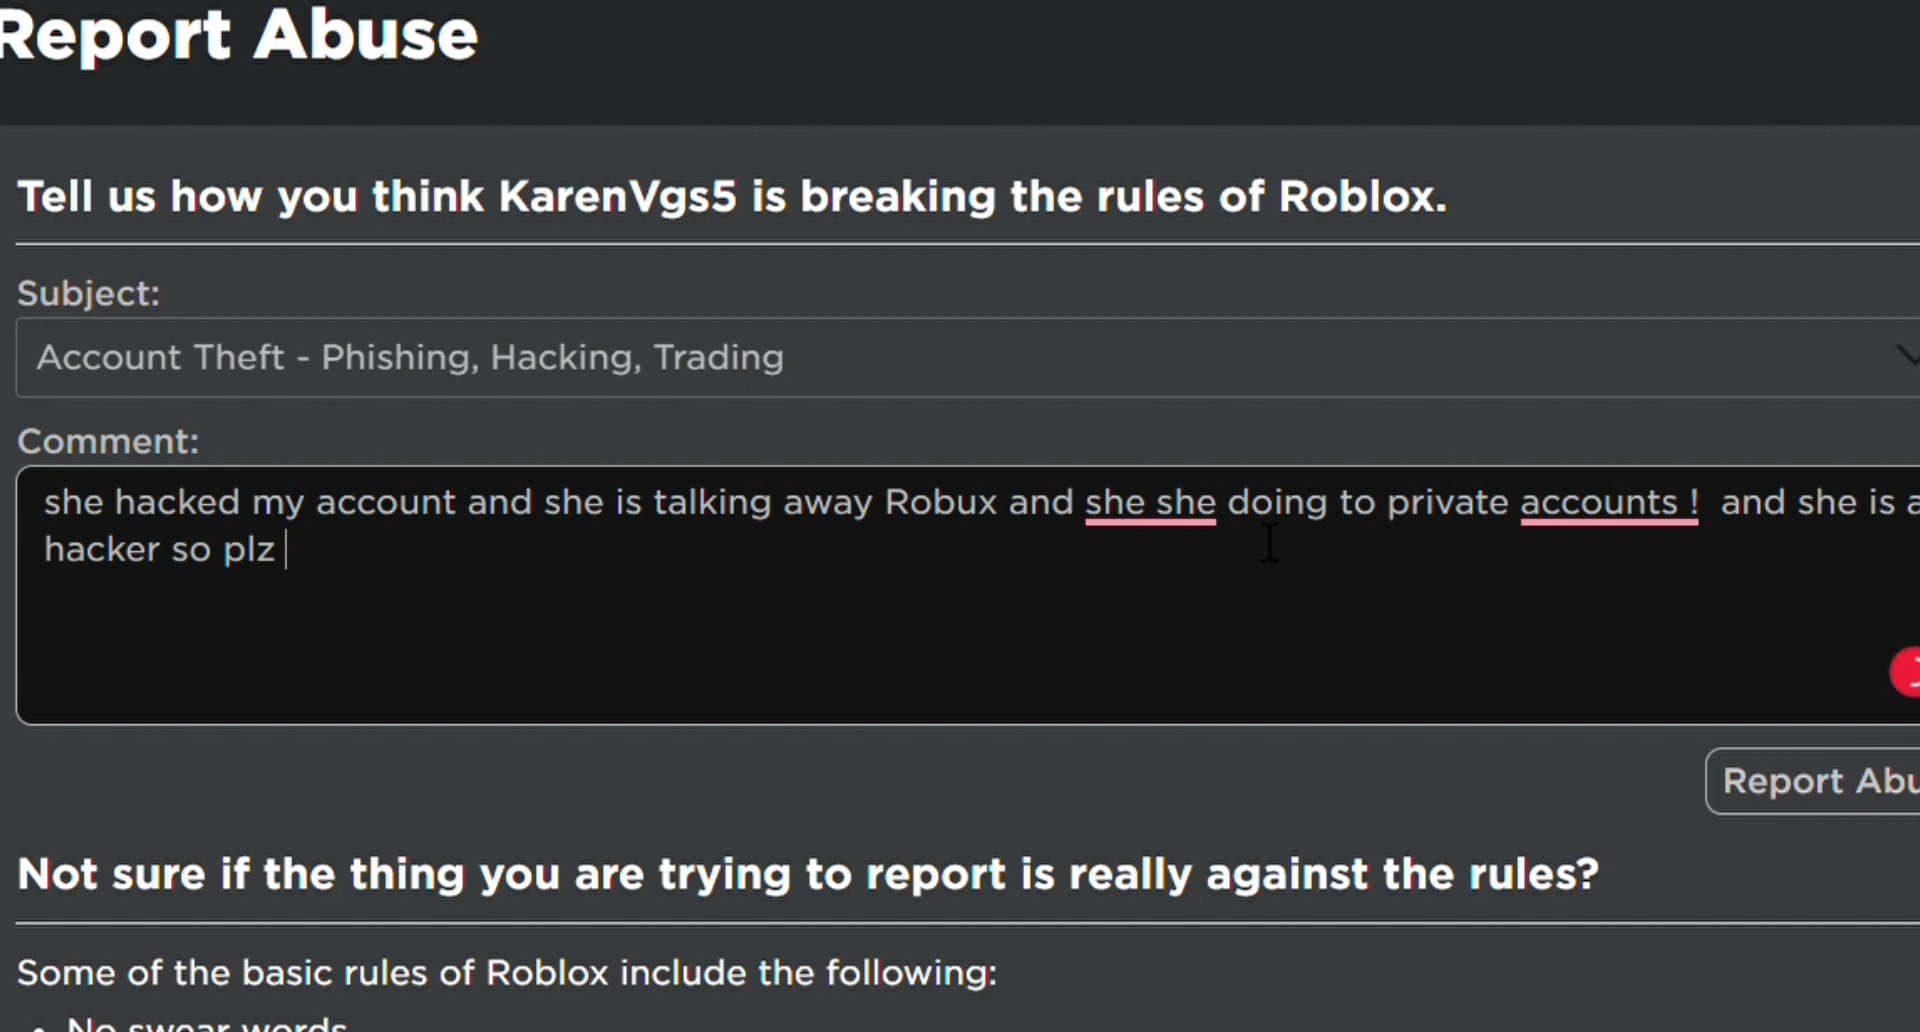 Report Abuse
Tell us how you think KarenVgs5 is breaking the rules of Roblox.
Subject:
Account Theft - Phishing, Hacking, Trading
Comment:
she hacked my account and she is talking away Robux and she she doing to private accounts !  and she is a
hacker so plz
Report Abu
Not sure if the thing you are trying to report is really against the rules?
Some of the basic rules of Roblox include the following:
• No swear words